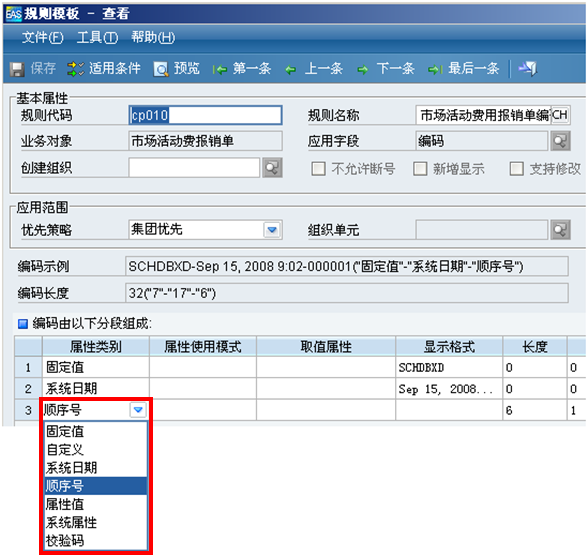 EAS 规则模板 - 查看
文件(F) 工具(T) 帮助(H)
保存 适用条件 预览 第一条 上一条 下一条 最后一条
基本属性
规则代码 cp010 规则名称 市场活动费用报销单编 CH
业务对象 市场活动费报销单 应用字段 编码
创建组织 不允许断号 新增显示 支持修改
应用范围
优先策略 集团优先 组织单元
编码示例 SCHDBXD-Sep 15, 2008 9:02-000001("固定值"-"系统日期"-"顺序号")
编码长度 32("7"-"17"-"6")
编码由以下分段组成:
属性类别 属性使用模式 取值属性 显示格式 长度
1 固定值 SCHDBXD 0 0
2 系统日期 Sep 15, 2008... 0 0
3 顺序号 6 1
固定值
自定义
系统日期
顺序号
属性值
系统属性
校验码